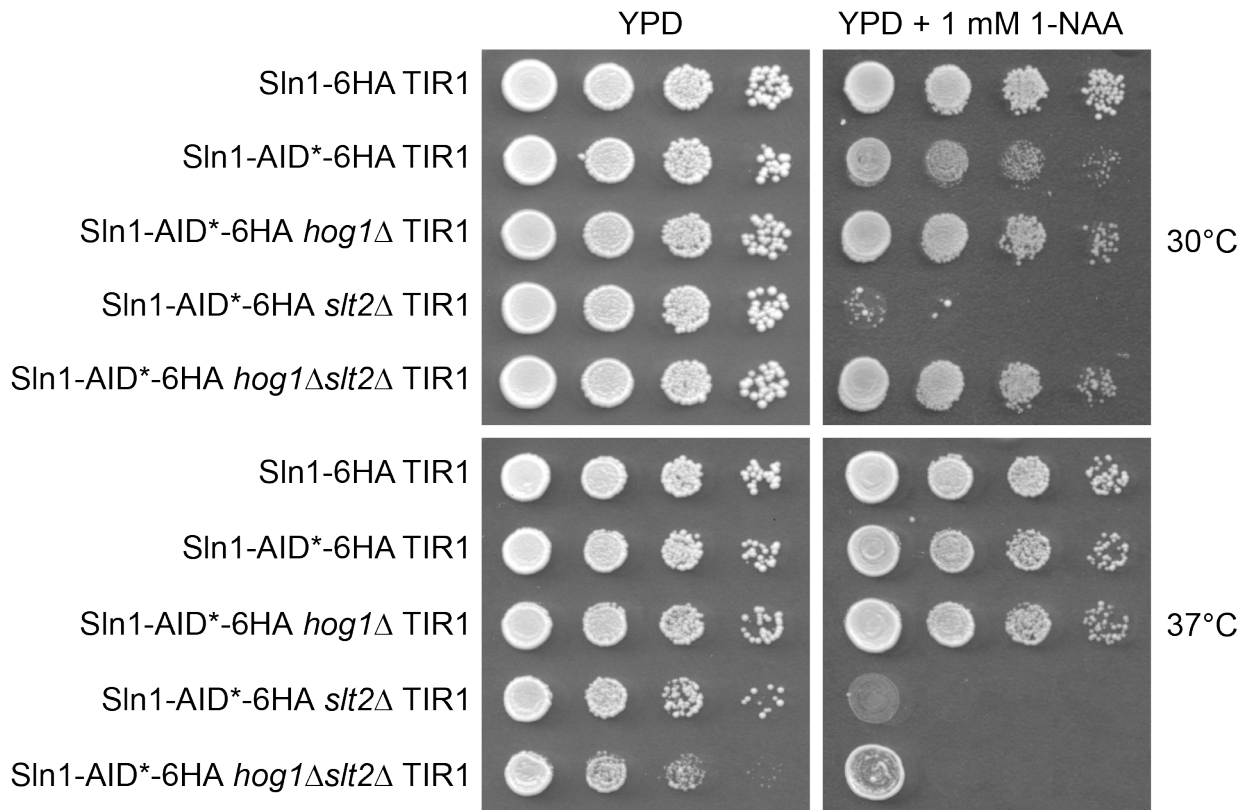 YPD
YPD + 1 mM 1-NAA
Sln1-6HA TIR1
Sln1-AID*-6HA TIR1
Sln1-AID*-6HA hog1Δ TIR1
Sln1-AID*-6HA slt2Δ TIR1
Sln1-AID*-6HA hog1Δslt2Δ TIR1
30°C
Sln1-6HA TIR1
Sln1-AID*-6HA TIR1
Sln1-AID*-6HA hog1Δ TIR1
Sln1-AID*-6HA slt2Δ TIR1
Sln1-AID*-6HA hog1Δslt2Δ TIR1
37°C